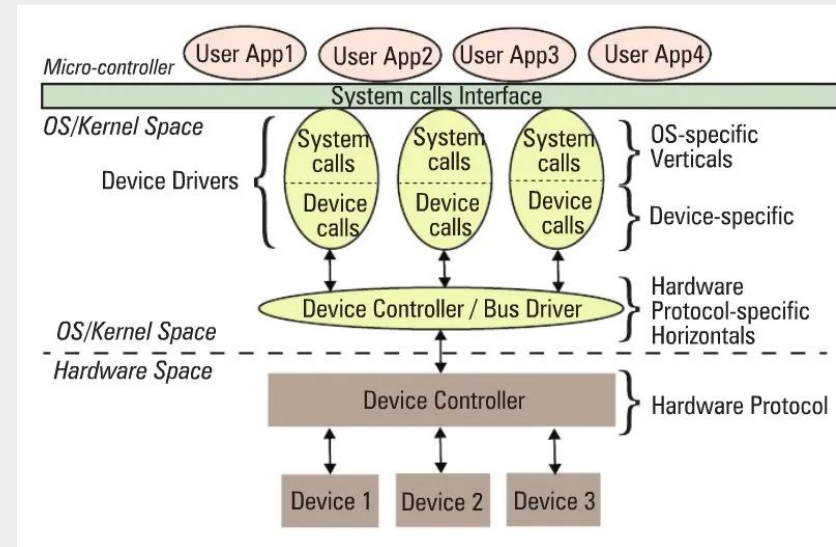 User App1
User App2
User App3
User App4
Micro-controller
System calls Interface
OS/Kernel Space
Device Drivers
System
calls
Device
calls
System
calls
Device
calls
System
calls
Device
calls
OS-specific
Verticals
Device-specific
Device Controller / Bus Driver
Hardware
Protocol-specific
Horizontals
OS/Kernel Space
Hardware Space
Device Controller
Hardware Protocol
Device 1
Device 2
Device 3